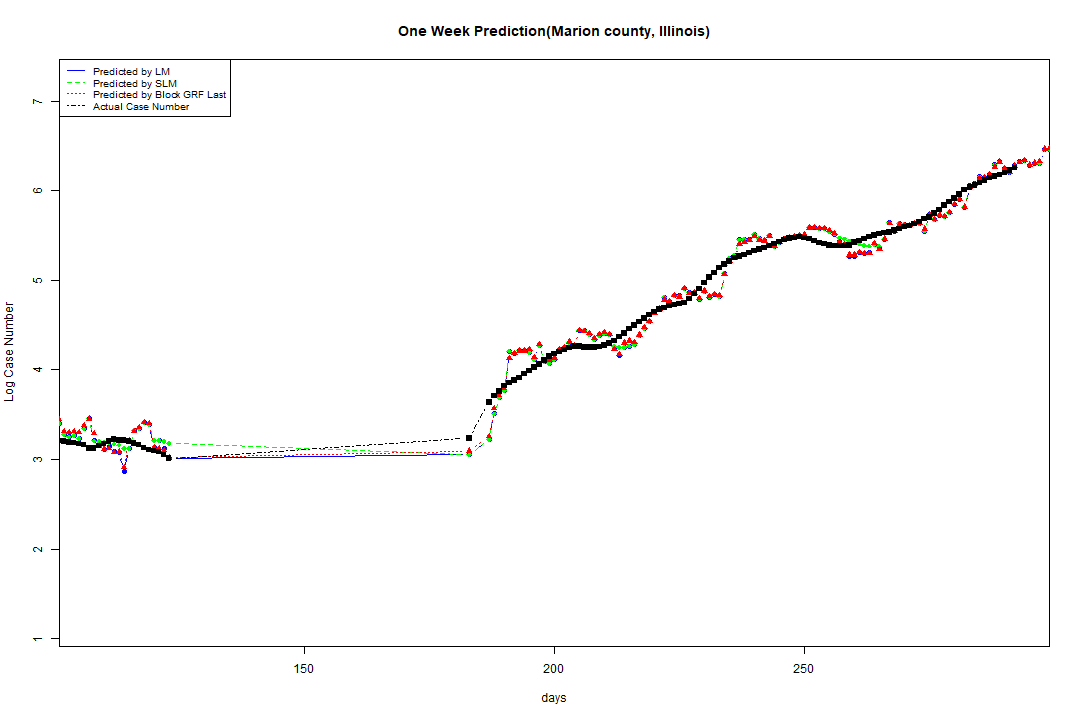 One Week Prediction(Marion county, Illinois)
Predicted by LM
Predicted by SLM
Predicted by Block GRF Last
Actual Case Number
7
6
5
4
3
2
1
Log Case Number
150
200
250
days